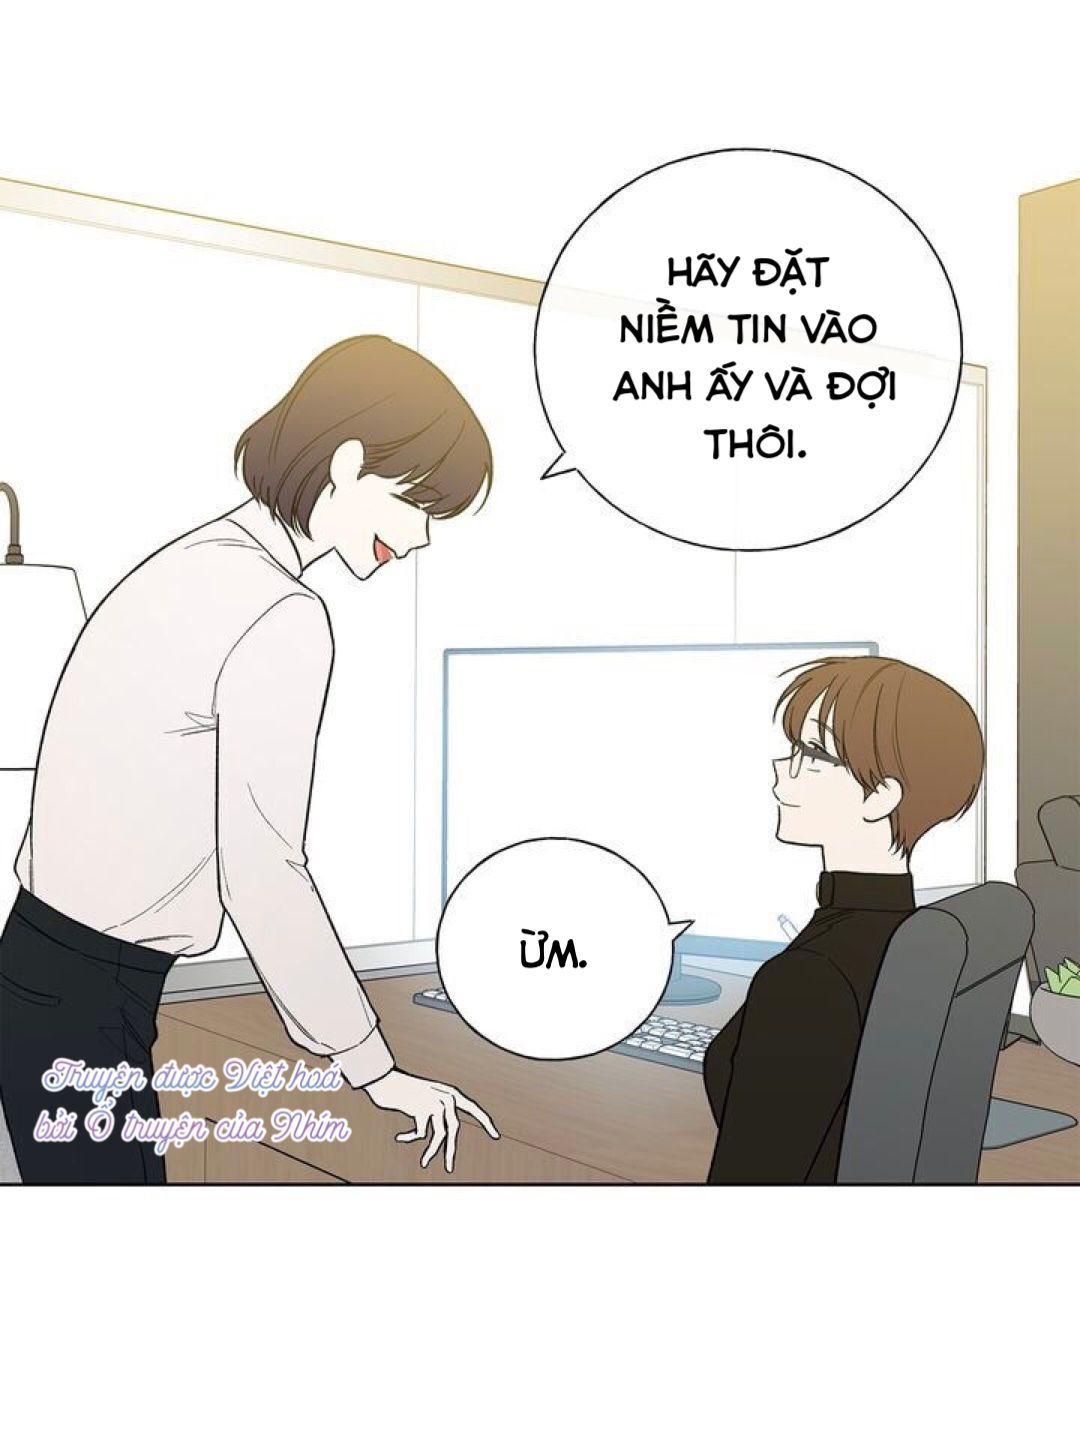 HÃY ĐẶT
NIỀM TIN VÀO
ANH ẤY VÀ ĐỢI
THÔI.
ỪM.
Truyện được Việt hoá
bởi Ổ truyện của Nhím